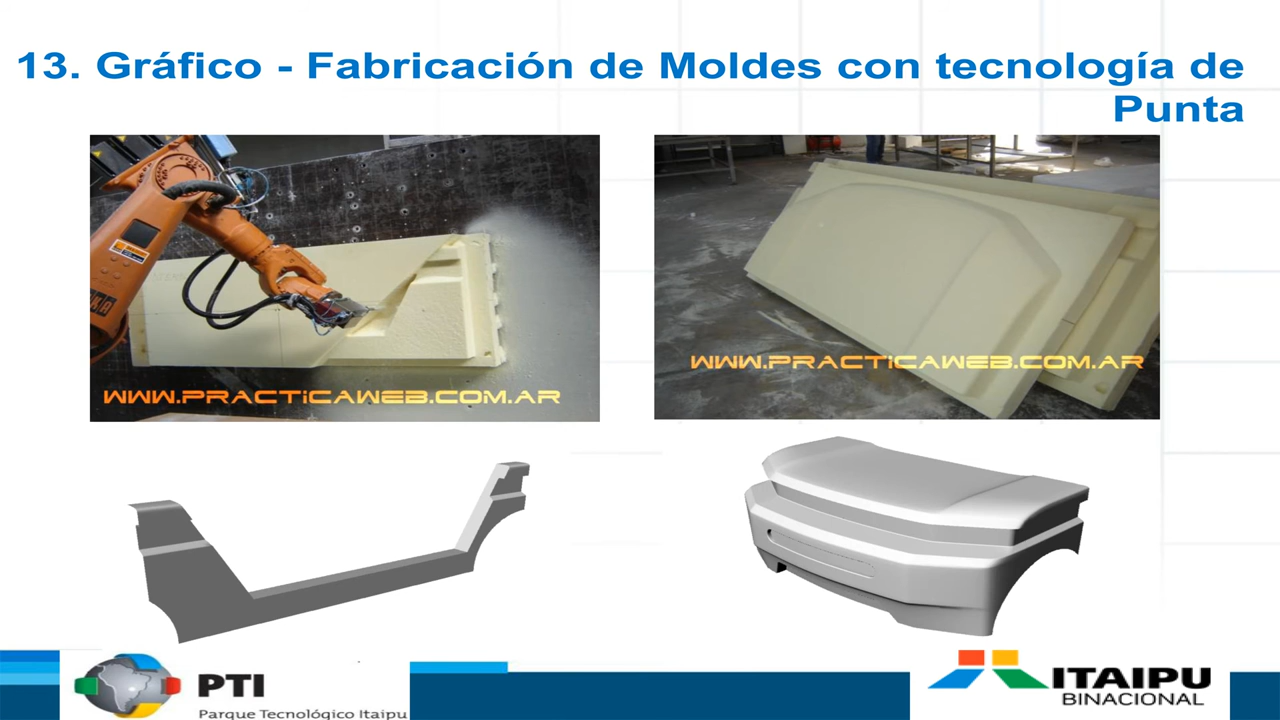 13. Gráfico - Fabricación de Moldes con tecnología de
Punta
WWW.PRACTICAWEB.COM.AR
WWW.PRACTICAWEB.COM.AR
PTI
Parque Tecnológico Itaipu
ITAIPU
BINACIONAL